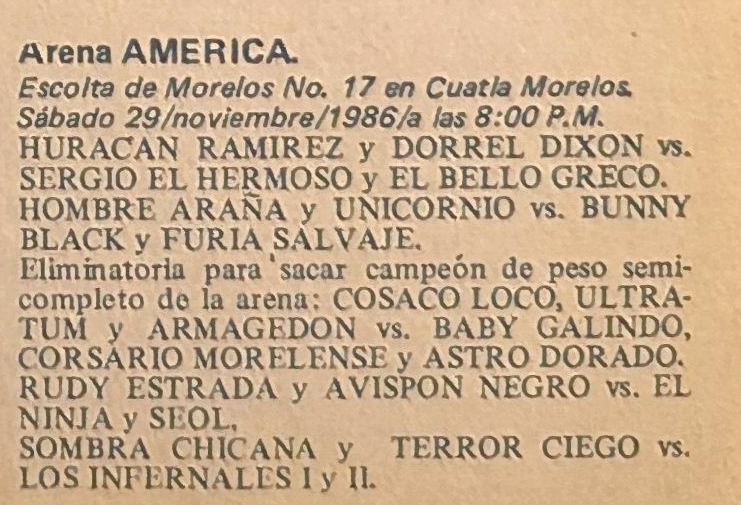 Arena AMERICA.
Escolta de Morelos No. 17 en Cuatla Morelos.
Sábado 29/noviembre/1986/a las 8:00 P.M.
HURACAN RAMIREZ y DORREL DIXON vs.
SERGIO EL HERMOSO y EL BELLO GRECO.
HOMBRE ARAÑA y UNICORNIO vs. BUNNY
BLACK y FURIA SALVAJE.
Eliminatoria para sacar campeón de peso semi-
completo de la arena: COSACO LOCO, ULTRA-
TUM y ARMAGEDON vs. BABY GALINDO,
CORSARIO MORELENSE y ASTRO DORADO.
RUDY ESTRADA y AVISPON NEGRO vs. EL
NINJA y SEOL.
SOMBRA CHICANA y TERROR CIEGO vs.
LOS INFERNALES I y II.